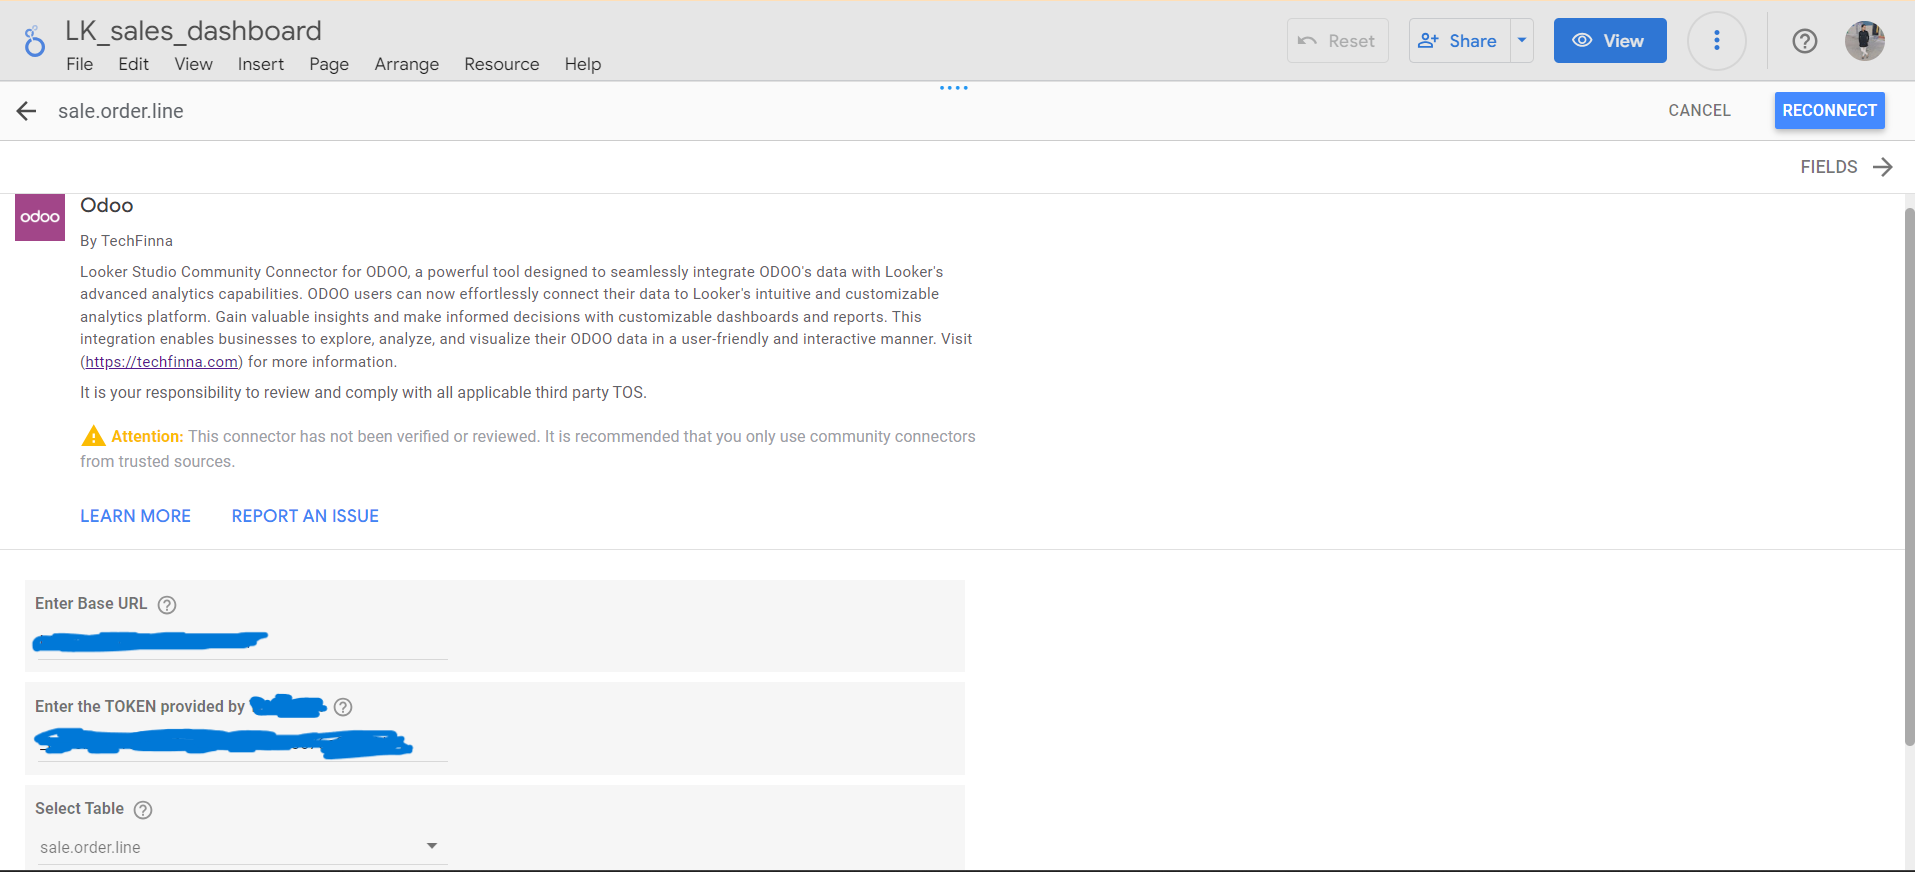 LK_sales_dashboard
File Edit View Insert Page Arrange Resource Help
Reset
Share
View
sale.order.line
CANCEL
RECONNECT
FIELDS
odoo
Odoo
By TechFinna
Looker Studio Community Connector for ODOO, a powerful tool designed to seamlessly integrate ODOO's data with Looker's
advanced analytics capabilities. ODOO users can now effortlessly connect their data to Looker's intuitive and customizable
analytics platform. Gain valuable insights and make informed decisions with customizable dashboards and reports. This
integration enables businesses to explore, analyze, and visualize their ODOO data in a user-friendly and interactive manner. Visit
(https://techfinna.com) for more information.
It is your responsibility to review and comply with all applicable third party TOS.
Attention: This connector has not been verified or reviewed. It is recommended that you only use community connectors
from trusted sources.
LEARN MORE REPORT AN ISSUE
Enter Base URL
Enter the TOKEN provided by
Select Table
sale.order.line